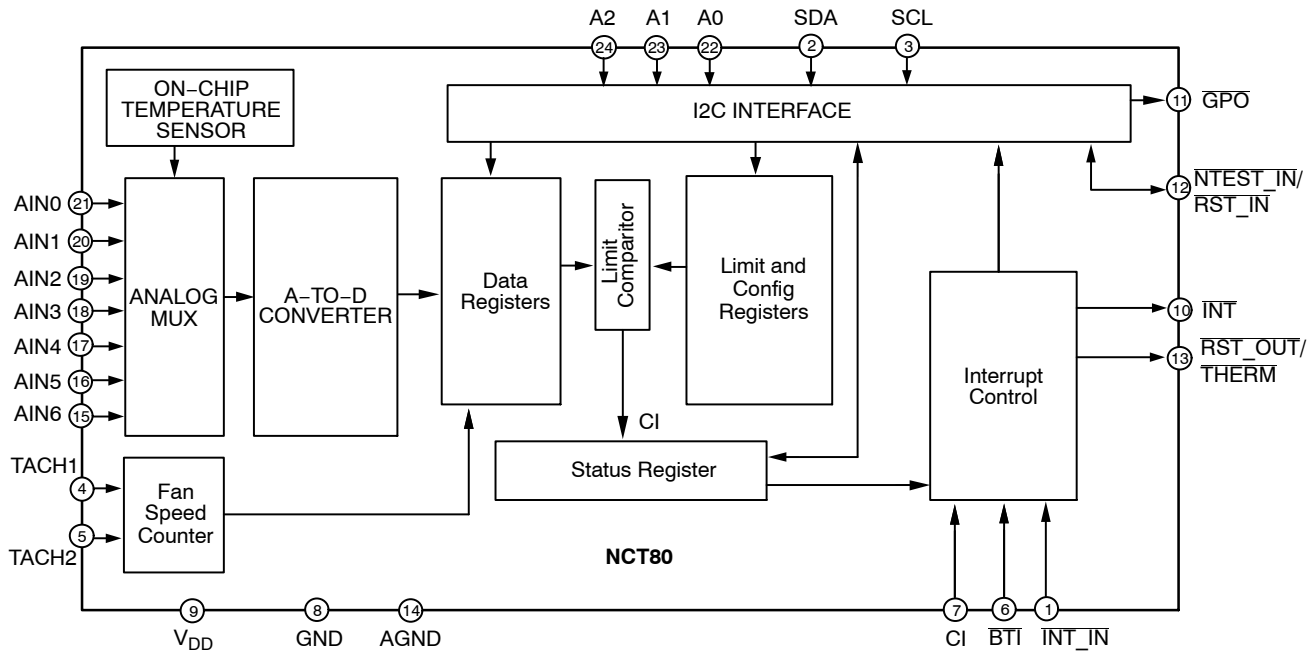 A2 A1 A0 SDA SCL
24 23 22 2 3
ON-CHIP
TEMPERATURE
SENSOR
I2C INTERFACE
11 GPO
12 NTEST_IN/
RST_IN
AIN0 21
AIN1 20
AIN2 19
AIN3 18
AIN4 17
AIN5 16
AIN6 15
ANALOG
MUX
A-TO-D
CONVERTER
Data
Registers
Limit
Comparitor
Limit and
Config
Registers
Interrupt
Control
10 INT
13 RST_OUT/
THERM
CI
Status Register
TACH1
4
5
TACH2
Fan
Speed
Counter
NCT80
9 8 14 7 6 1
VDD GND AGND CI BTI INT_IN